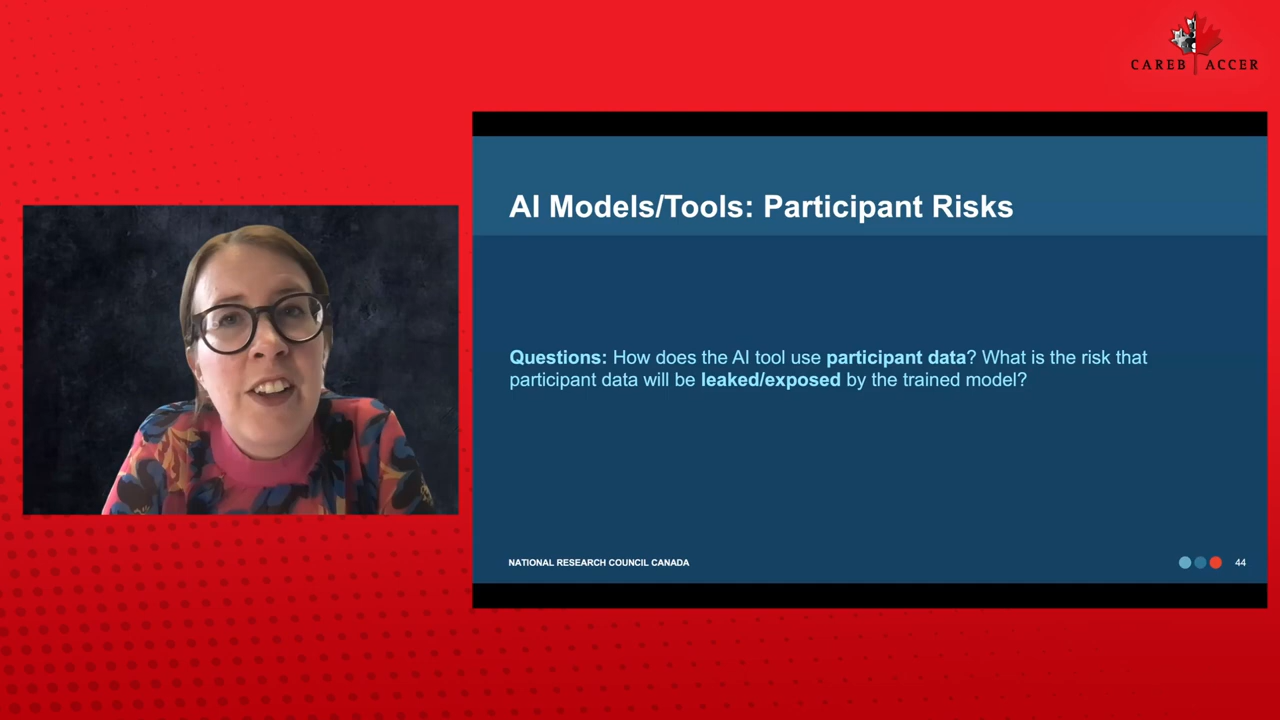 CAREB ACCER
AI Models/Tools: Participant Risks
Questions: How does the AI tool use participant data? What is the risk that
participant data will be leaked/exposed by the trained model?
NATIONAL RESEARCH COUNCIL CANADA
44